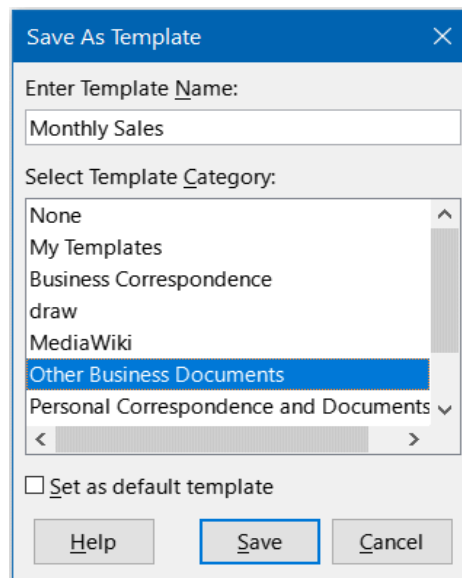 Save As Template
Enter Template Name:
Monthly Sales
Select Template Category:
None
My Templates
Business Correspondence
draw
MediaWiki
Other Business Documents
Personal Correspondence and Documents
Set as default template
Help Save Cancel